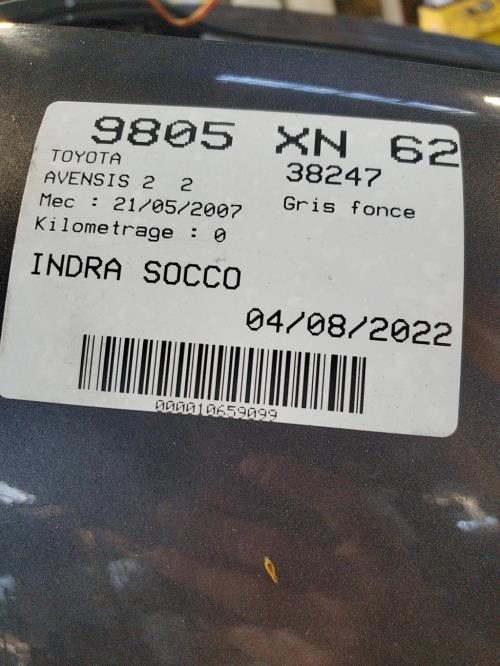 9805 XN 62
TOYOTA 38247
AVENSIS 2 2
Mec : 21/05/2007 Gris fonce
Kilometrage : 0
INDRA SOCCO
04/08/2022
000010659099